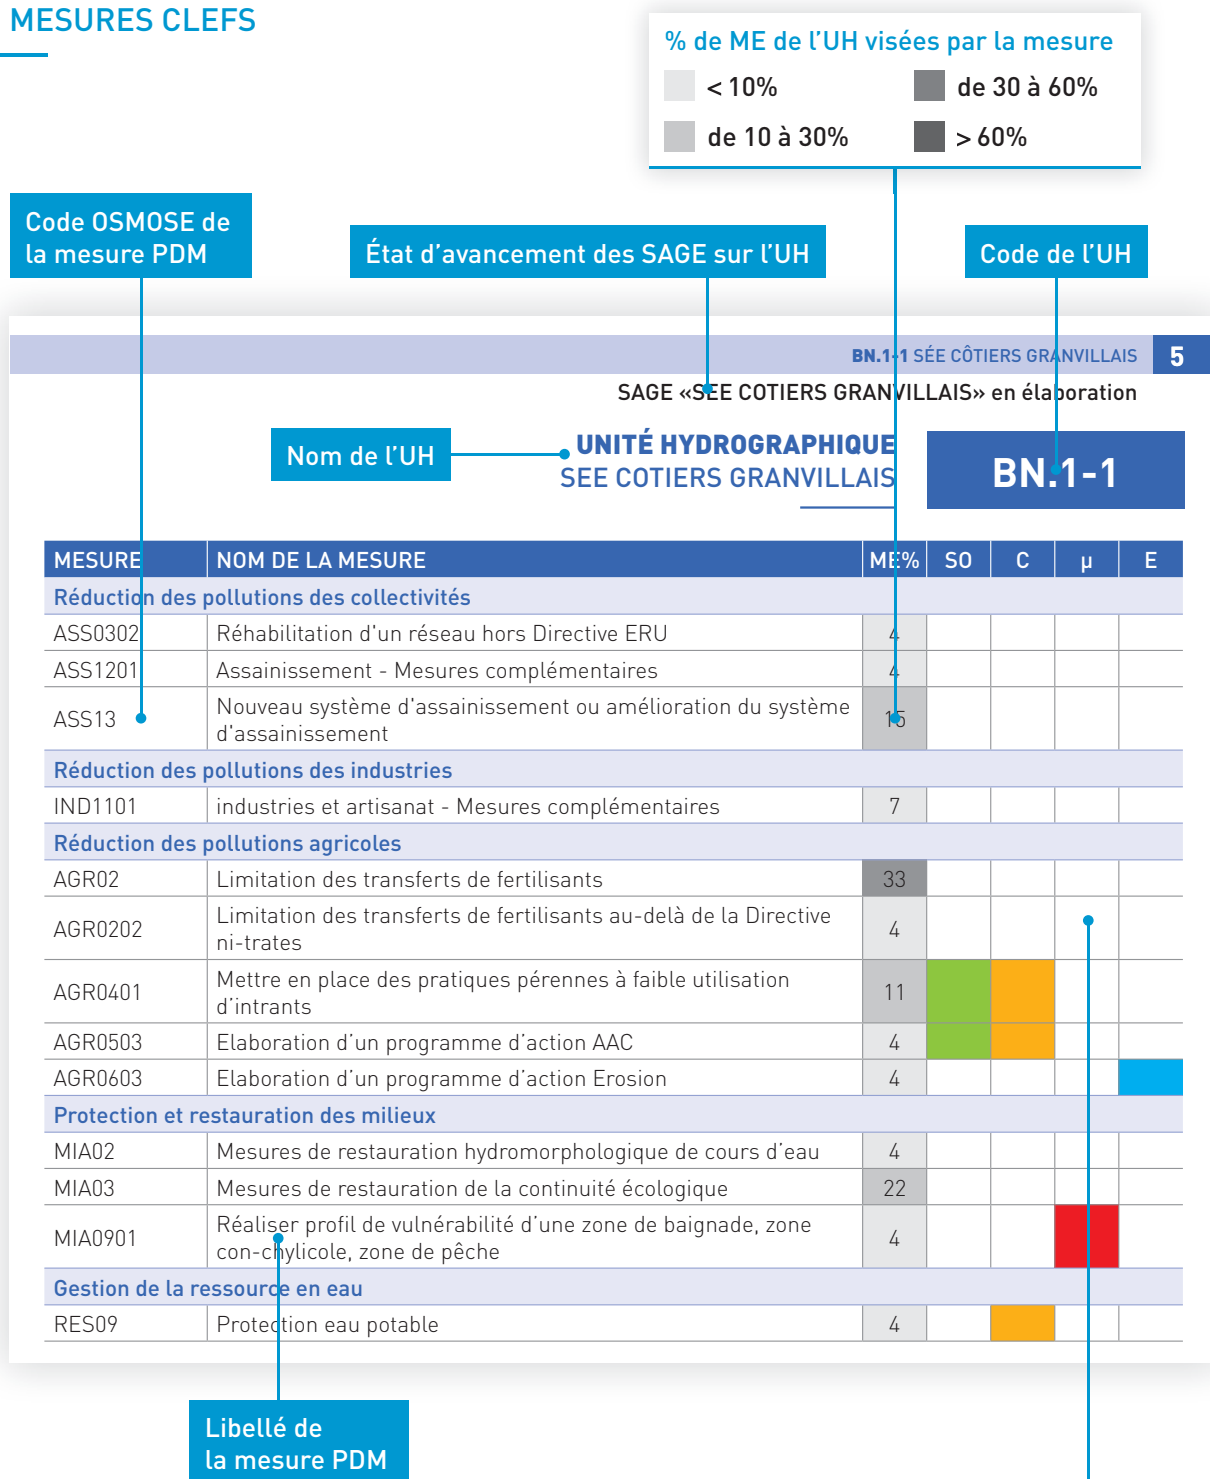 MESURES CLEFS
% de ME de l’UH visées par la mesure
< 10%
de 30 à 60%
de 10 à 30%
> 60%
Code OSMOSE de
la mesure PDM
État d’avancement des SAGE sur l’UH
Code de l’UH
BN.1-1 SÉE CÔTIERS GRANVILLAIS 5
SAGE «SEE COTIERS GRANVILLAIS» en élaboration
Nom de l’UH
UNITÉ HYDROGRAPHIQUE
SEE COTIERS GRANVILLAIS
BN.1-1
MESURE NOM DE LA MESURE ME% SO C µ E
Réduction des pollutions des collectivités
ASS0302 Réhabilitation d'un réseau hors Directive ERU 4
ASS1201 Assainissement - Mesures complémentaires 4
ASS13 Nouveau système d'assainissement ou amélioration du système
d'assainissement 15
Réduction des pollutions des industries
IND1101 industries et artisanat - Mesures complémentaires 7
Réduction des pollutions agricoles
AGR02 Limitation des transferts de fertilisants 33
AGR0202 Limitation des transferts de fertilisants au-delà de la Directive
ni-trates 4
AGR0401 Mettre en place des pratiques pérennes à faible utilisation
d’intrants 11
AGR0503 Elaboration d’un programme d’action AAC 4
AGR0603 Elaboration d’un programme d’action Erosion 4
Protection et restauration des milieux
MIA02 Mesures de restauration hydromorphologique de cours d’eau 4
MIA03 Mesures de restauration de la continuité écologique 22
MIA0901 Réaliser profil de vulnérabilité d’une zone de baignade, zone
con-chylicole, zone de pêche 4
Gestion de la ressource en eau
RES09 Protection eau potable 4
Libellé de
la mesure PDM